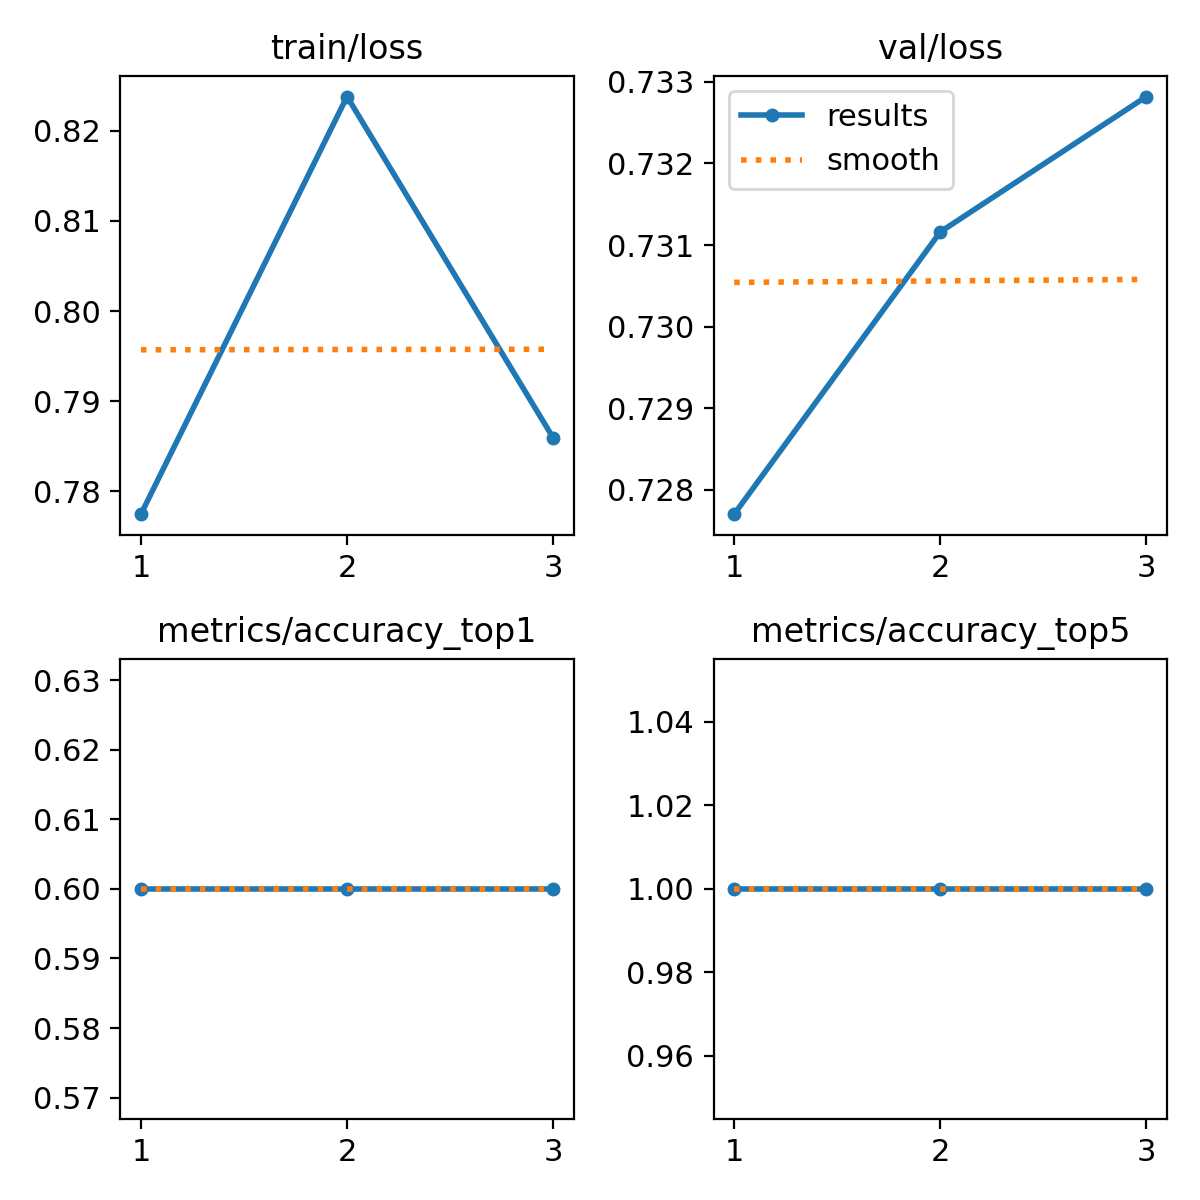 train/loss
0.82
0.81
0.80
0.79
0.78
1 2 3
val/loss
0.733
0.732
0.731
0.730
0.729
0.728
results
smooth
1 2 3
metrics/accuracy_top1
0.63
0.62
0.61
0.60
0.59
0.58
0.57
1 2 3
metrics/accuracy_top5
1.04
1.02
1.00
0.98
0.96
1 2 3